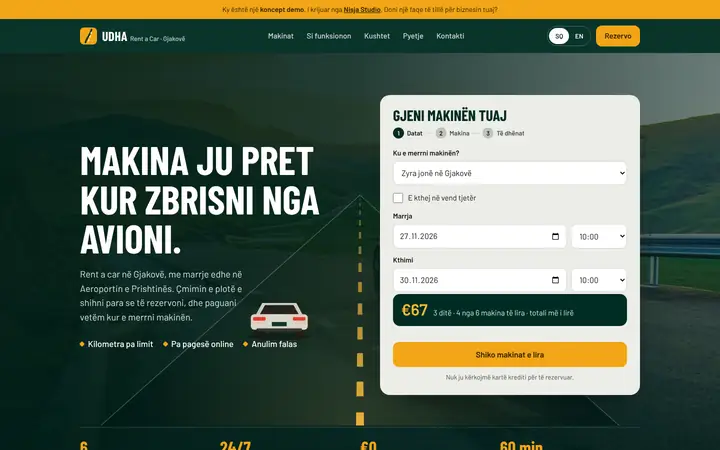 Ky është një koncept demo, i krijuar nga Nisja Studio. Doni një faqe të tillë për biznesin tuaj?
UDHA Rent a Car · Gjakovë
Makinat Si funksionon Kushtet Pyetje Kontakti
SQ EN
Rezervo
MAKINA JU PRET
KUR ZBRISNI NGA
AVIONI.
Rent a car në Gjakovë, me marrje edhe në
Aeroportin e Prishtinës. Çmimin e plotë e
shihni para se të rezervoni, dhe paguani
vetëm kur e merrni makinën.
Kilometra pa limit Pa pagesë online Anulim falas
GJENI MAKINËN TUAJ
1 Datat 2 Makina 3 Të dhënat
Ku e merrni makinën?
Zyra jonë në Gjakovë
E kthej në vend tjetër
Marrja
27.11.2026 10:00
Kthimi
30.11.2026 10:00
€67 3 ditë · 4 nga 6 makina të lira · totali më i lirë
Shiko makinat e lira
Nuk ju kërkojmë kartë krediti për të rezervuar.
6 24/7 €0 60 min